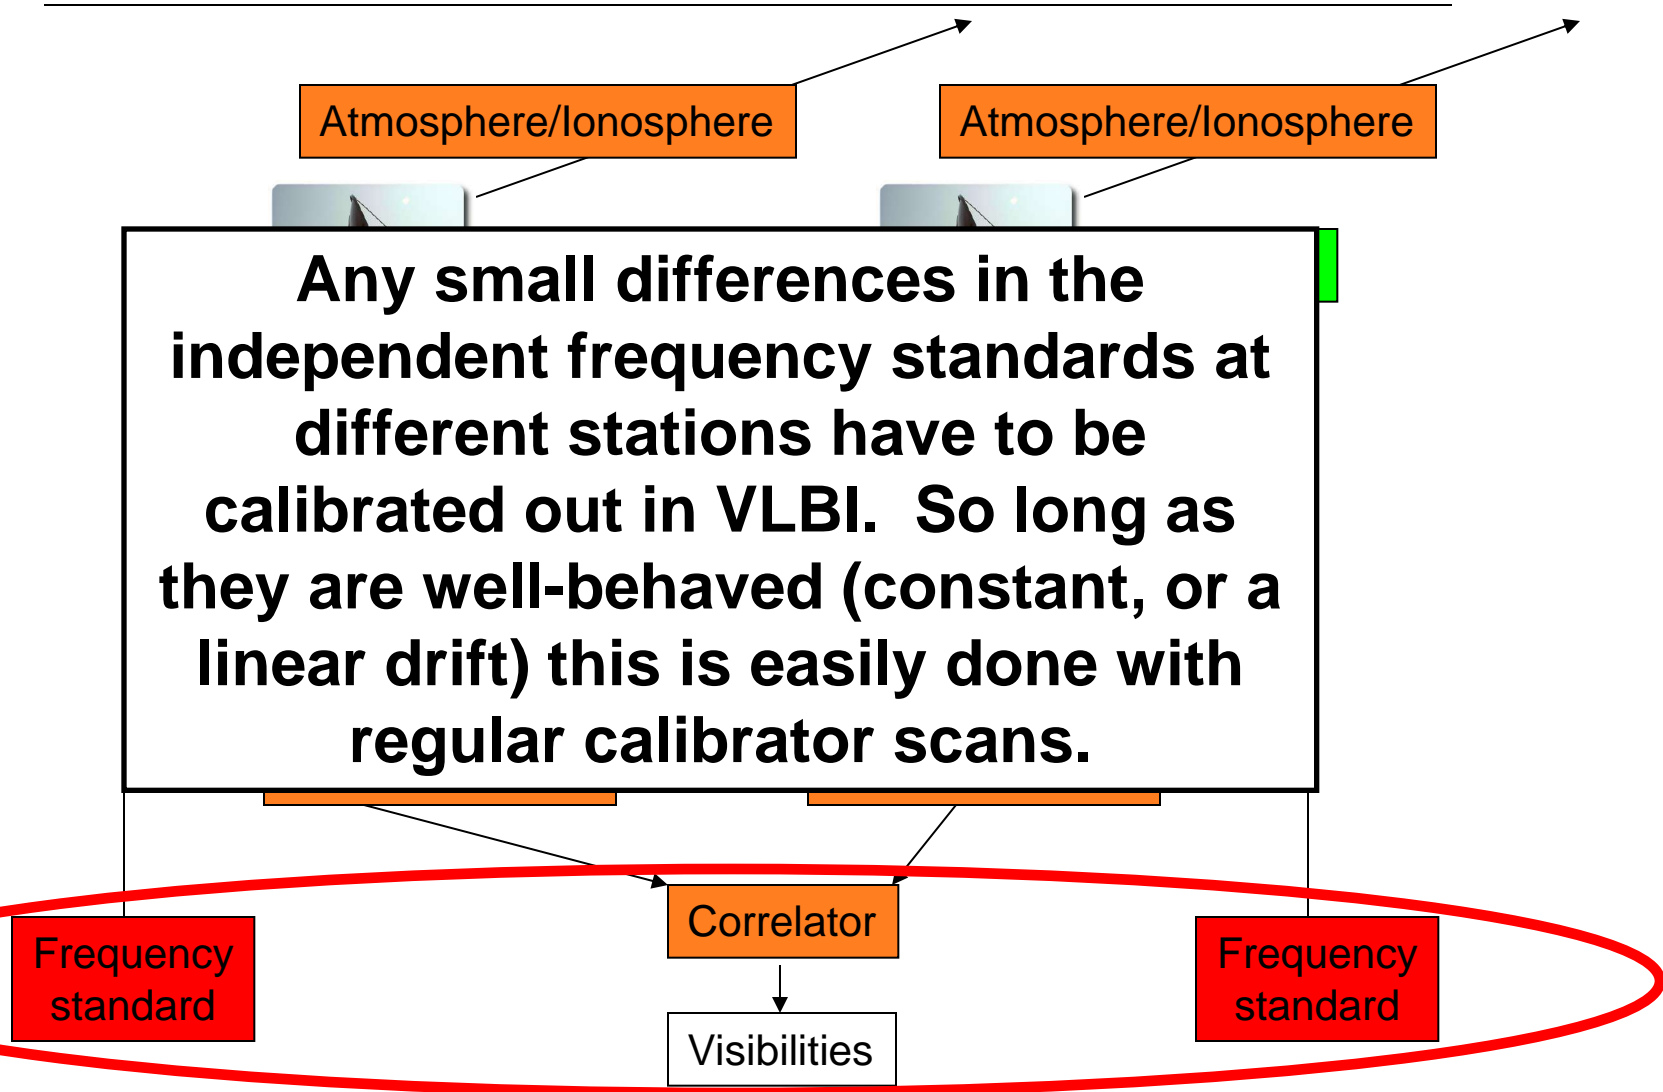 Atmosphere/Ionosphere
Atmosphere/Ionosphere
Any small differences in the
independent frequency standards at
different stations have to be
calibrated out in VLBI.  So long as
they are well-behaved (constant, or a
linear drift) this is easily done with
regular calibrator scans.
Correlator
Frequency
standard
Frequency
standard
Visibilities